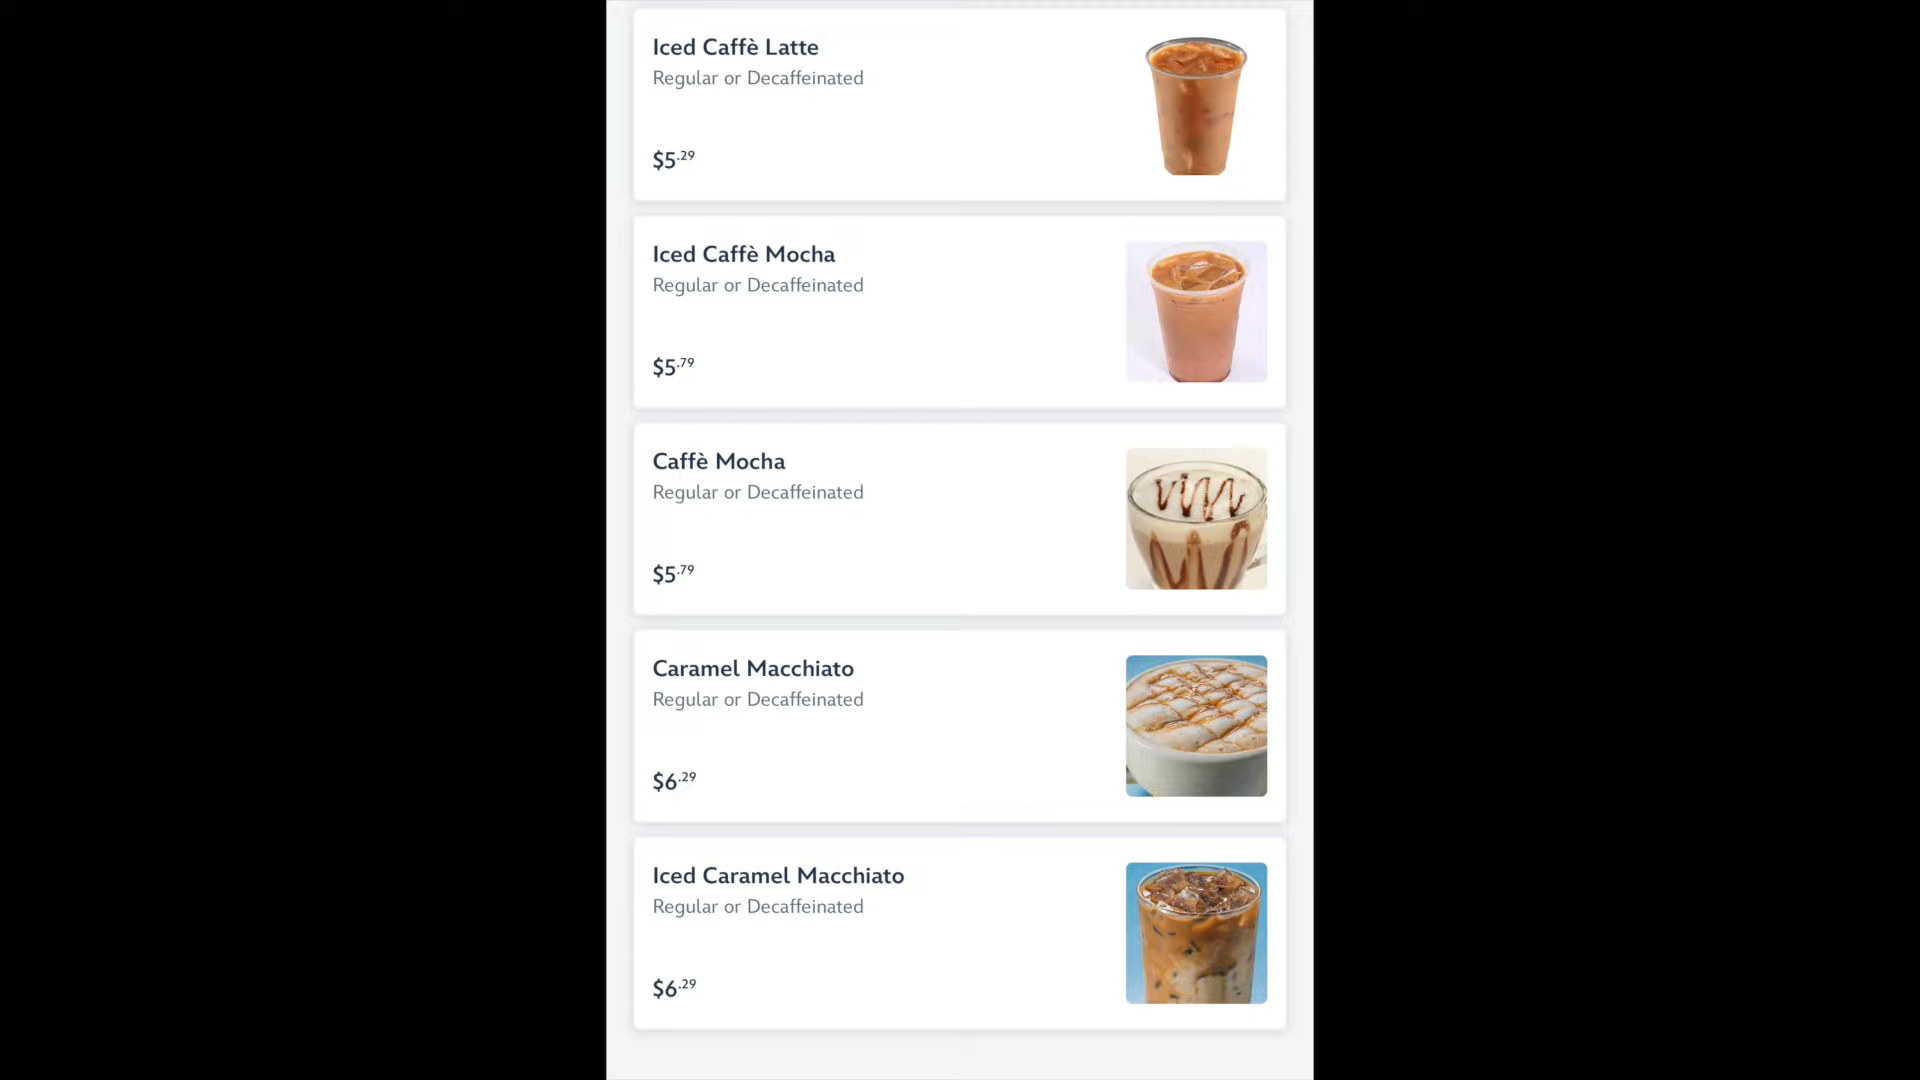 Iced Caffè Latte
Regular or Decaffeinated
$5.29
Iced Caffè Mocha
Regular or Decaffeinated
$5.79
Caffè Mocha
Regular or Decaffeinated
$5.79
Caramel Macchiato
Regular or Decaffeinated
$6.29
Iced Caramel Macchiato
Regular or Decaffeinated
$6.29